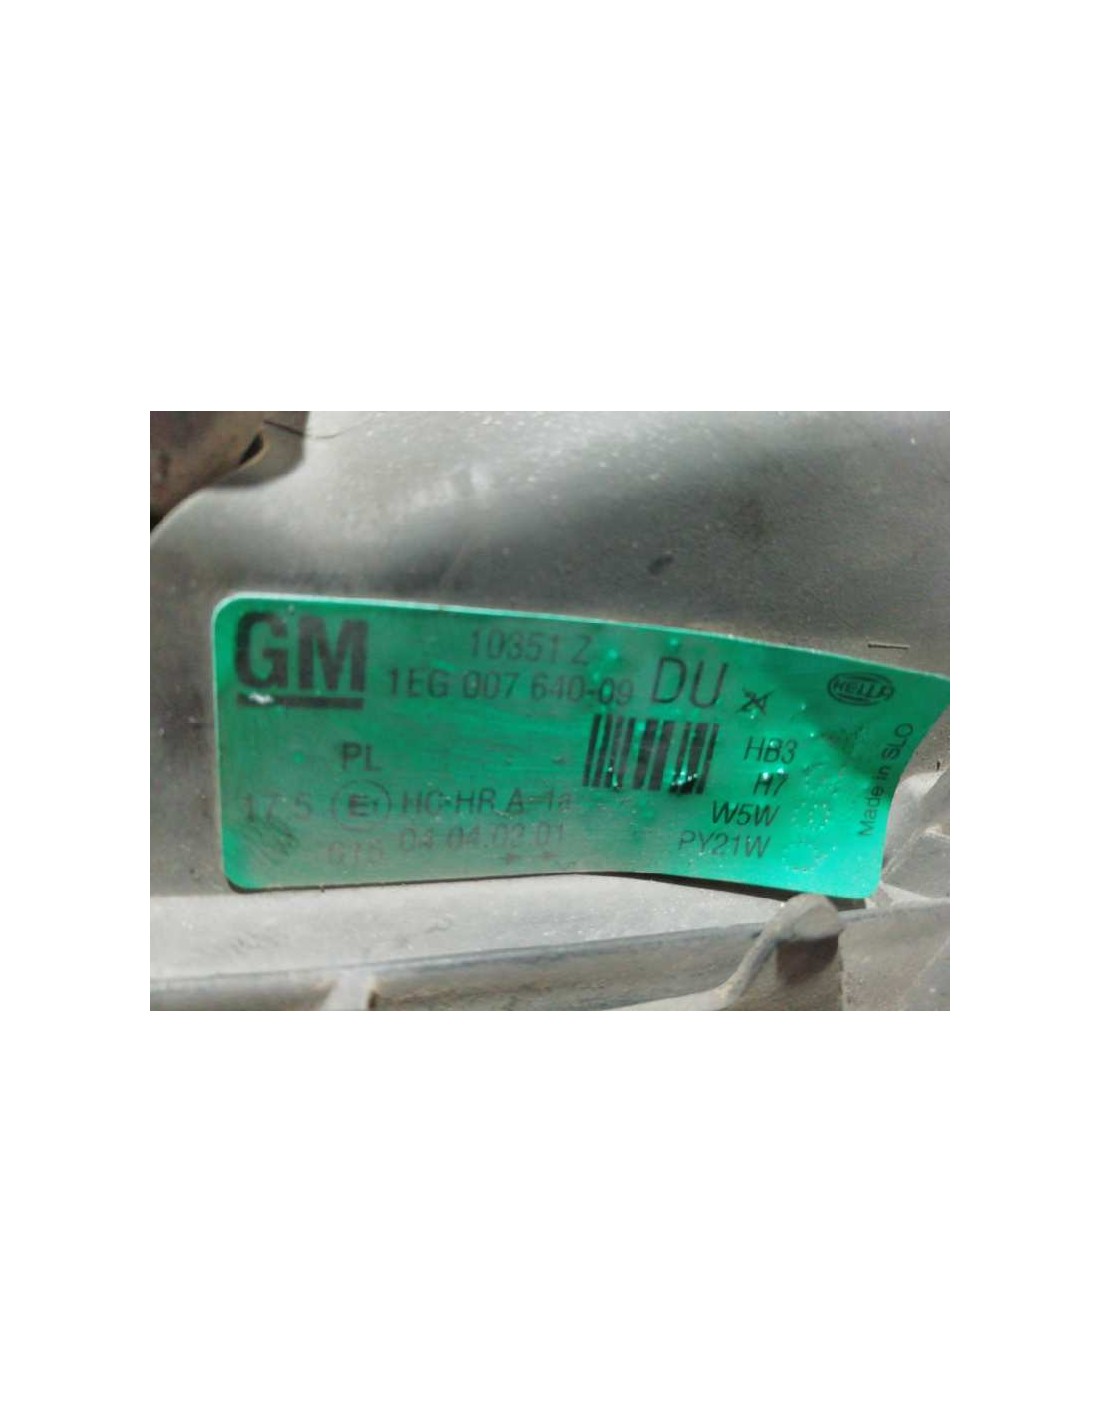 GM
10351 Z
1EG 007 640-09 DU
HELLA
PL
HB3
H7
17.5 E1 HC-HR A-1a
W5W
04 04.02 01
PY21W
Made in SLO